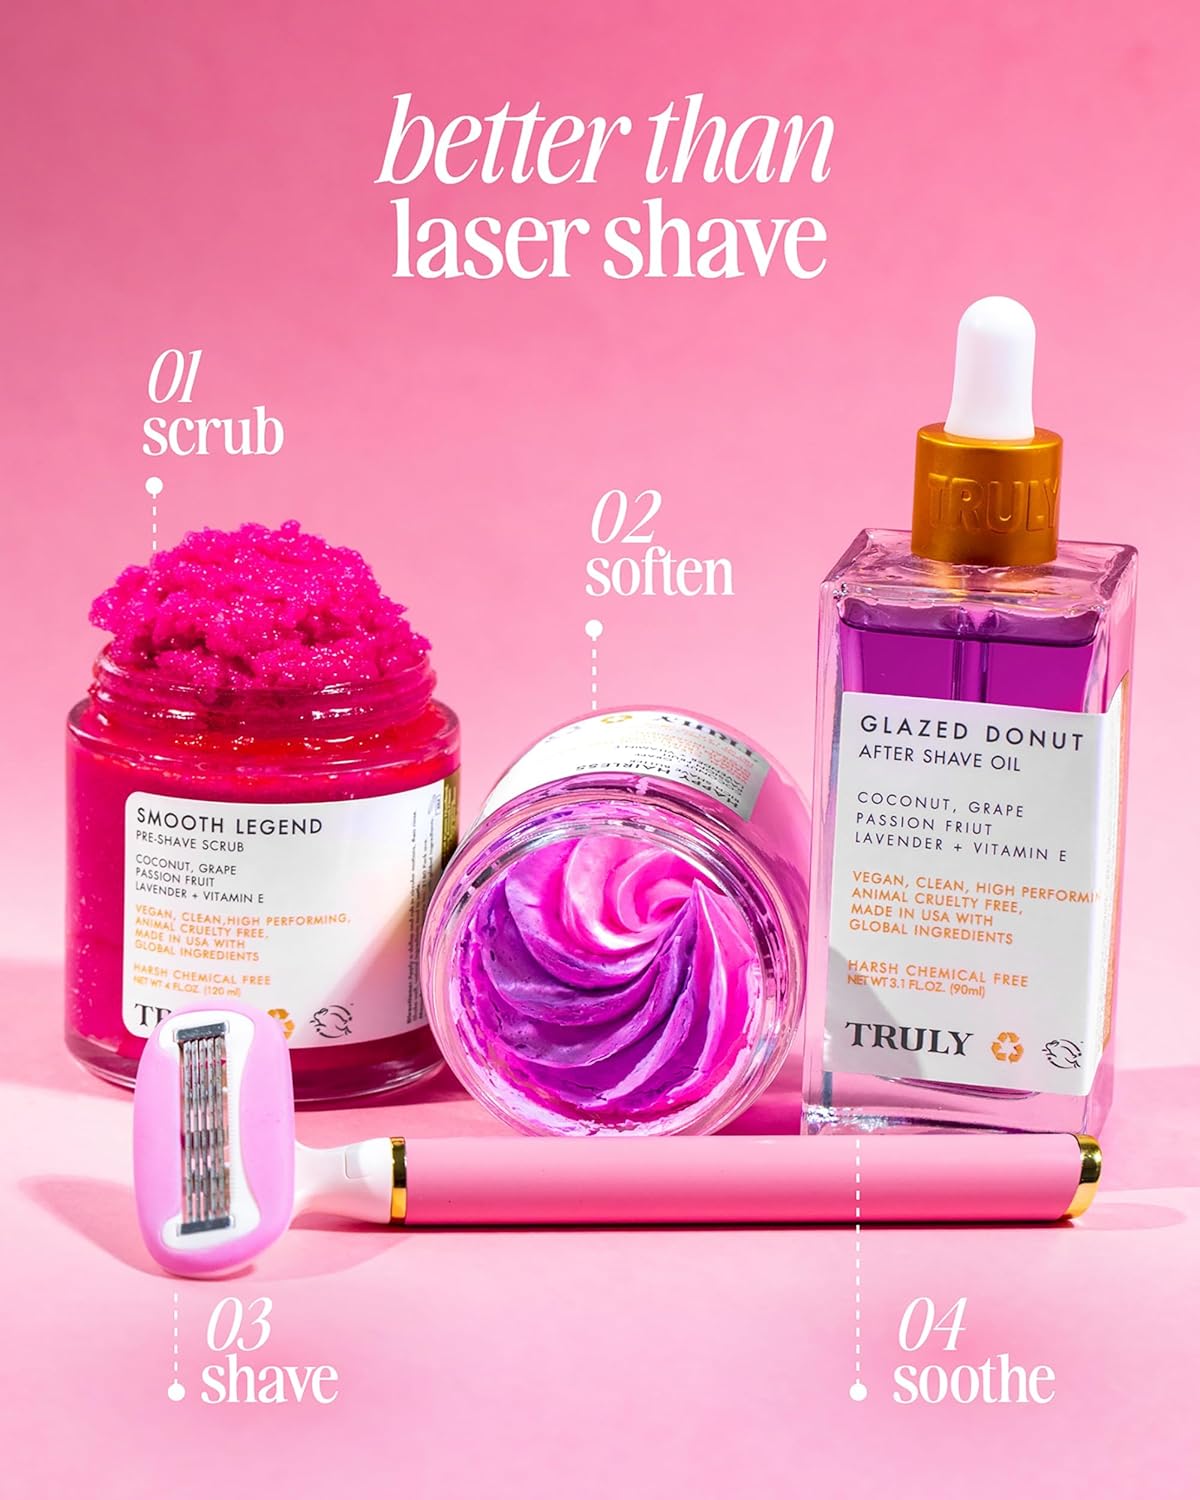 better than
laser shave
01
scrub
02
soften
TRULY
SMOOTH LEGEND
PRE-SHAVE SCRUB
COCONUT, GRAPE
PASSION FRUIT
LAVENDER + VITAMIN E
VEGAN, CLEAN, HIGH PERFORMING,
ANIMAL CRUELTY FREE,
MADE IN USA WITH
GLOBAL INGREDIENTS
HARSH CHEMICAL FREE
NET WT 4 FL.OZ. (120 ml)
TRULY
HAPPY HAIRLESS
GLAZED DONUT
AFTER SHAVE OIL
COCONUT, GRAPE
PASSION FRIUT
LAVENDER + VITAMIN E
VEGAN, CLEAN, HIGH PERFORMIN
ANIMAL CRUELTY FREE,
MADE IN USA WITH
GLOBAL INGREDIENTS
HARSH CHEMICAL FREE
NET WT 3.1 FL.OZ. (90ml)
TRULY
03
shave
04
soothe